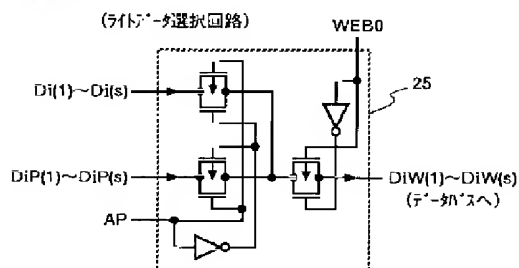 (ライトデータ選択回路)
WEB0
25
Di(1)~Di(s)
DiP(1)~DiP(s)
DiW(1)~DiW(s)
(データバスへ)
AP